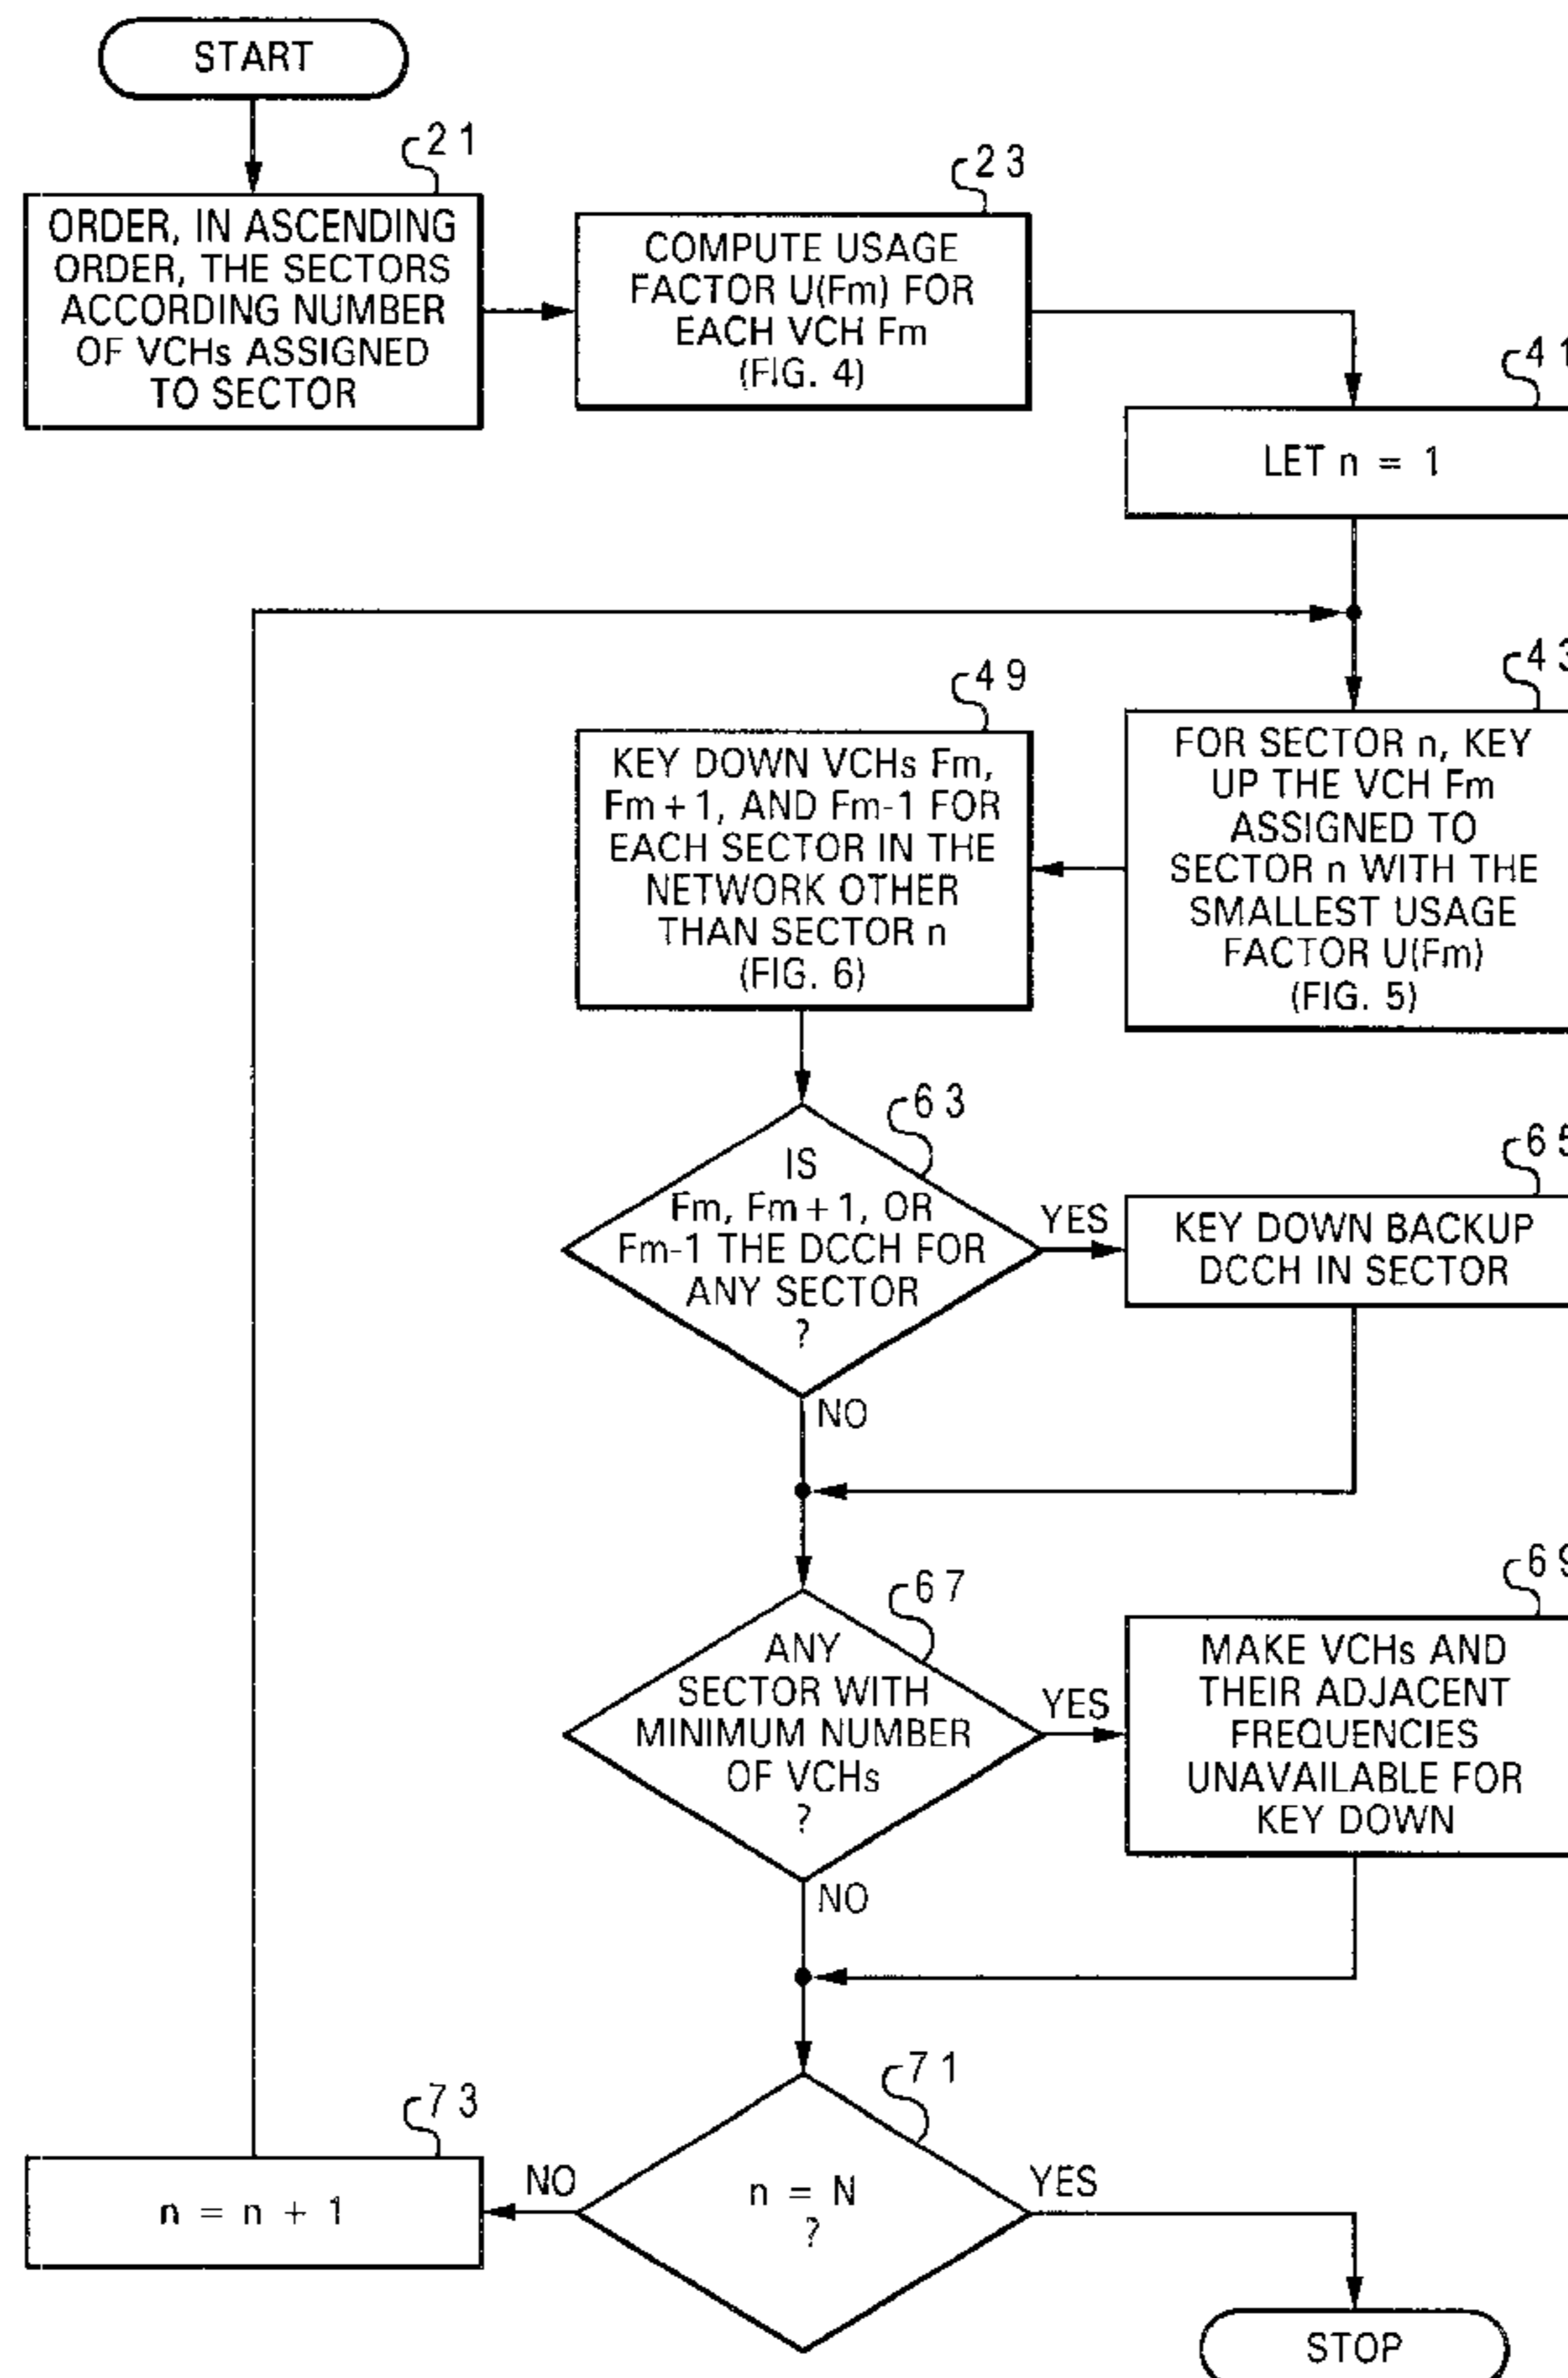 START
21
ORDER, IN ASCENDING
ORDER, THE SECTORS
ACCORDING NUMBER
OF VCHs ASSIGNED
TO SECTOR
23
COMPUTE USAGE
FACTOR U(Fm) FOR
EACH VCH Fm
(FIG. 4)
41
LET n = 1
43
FOR SECTOR n, KEY
UP THE VCH Fm
ASSIGNED TO
SECTOR n WITH THE
SMALLEST USAGE
FACTOR U(Fm)
(FIG. 5)
49
KEY DOWN VCHs Fm,
Fm+1, AND Fm-1 FOR
EACH SECTOR IN THE
NETWORK OTHER
THAN SECTOR n
(FIG. 6)
63
IS
Fm, Fm+1, OR
Fm-1 THE DCCH FOR
ANY SECTOR
?
YES
NO
65
KEY DOWN BACKUP
DCCH IN SECTOR
67
ANY
SECTOR WITH
MINIMUM NUMBER
OF VCHs
?
YES
NO
69
MAKE VCHs AND
THEIR ADJACENT
FREQUENCIES
UNAVAILABLE FOR
KEY DOWN
71
n = N
?
NO
YES
73
n = n + 1
STOP